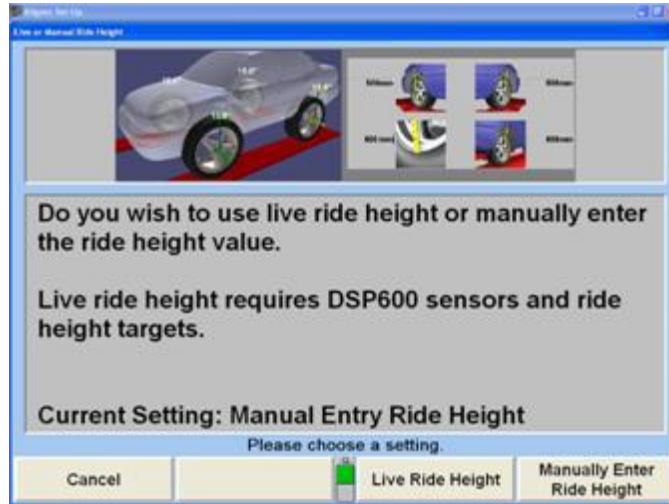 Live or Manual Ride Height
Do you wish to use live ride height or manually enter
the ride height value.
Live ride height requires DSP600 sensors and ride
height targets.
Current Setting: Manual Entry Ride Height
Please choose a setting.
Cancel
Live Ride Height
Manually Enter
Ride Height